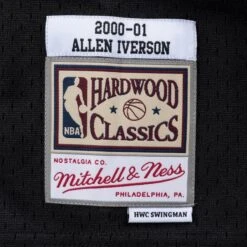 2000-01
ALLEN IVERSON
HARDWOOD
CLASSICS
NBA
NOSTALGIA CO.
Mitchell & Ness
PHILADELPHIA, PA.
HWC SWINGMAN